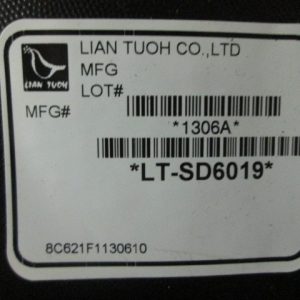 LIAN TUOH CO.,LTD
MFG
LOT#
LIAN TUOH
MFG#
*1306A*
*LT-SD6019*
8C621F1130610